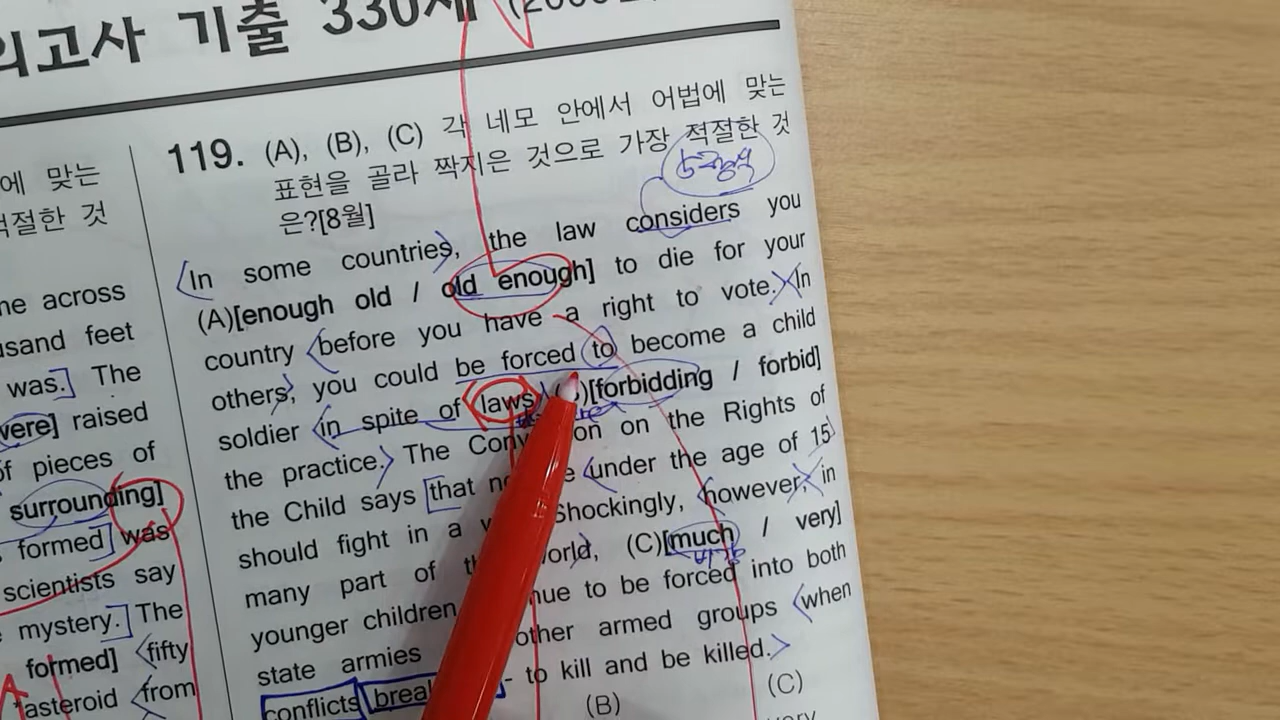 의고사 기출 330제
에 맞는
적절한 것
me across
usand feet
was.] The
were] raised
of pieces of
surrounding]
formed was
scientists say
mystery. The
formed] fifty
*asteroid from
119. (A), (B), (C) 각 네모 안에서 어법에 맞는
표현을 골라 짝지은 것으로 가장 적절한 것
은?[8월]
In some countries, the law considers you
(A)[enough old / old enough] to die for your
country before you have a right to vote. In
others, you could be forced to become a child
soldier in spite of laws [forbidding / forbid]
the practice. The on on the Rights of
the Child says that under the age of 15
should fight in a Shockingly, however, in
many part of (C)[much / very]
younger children to be forced into both
state armies other armed groups when
conflicts - to kill and be killed.
(B) (C)